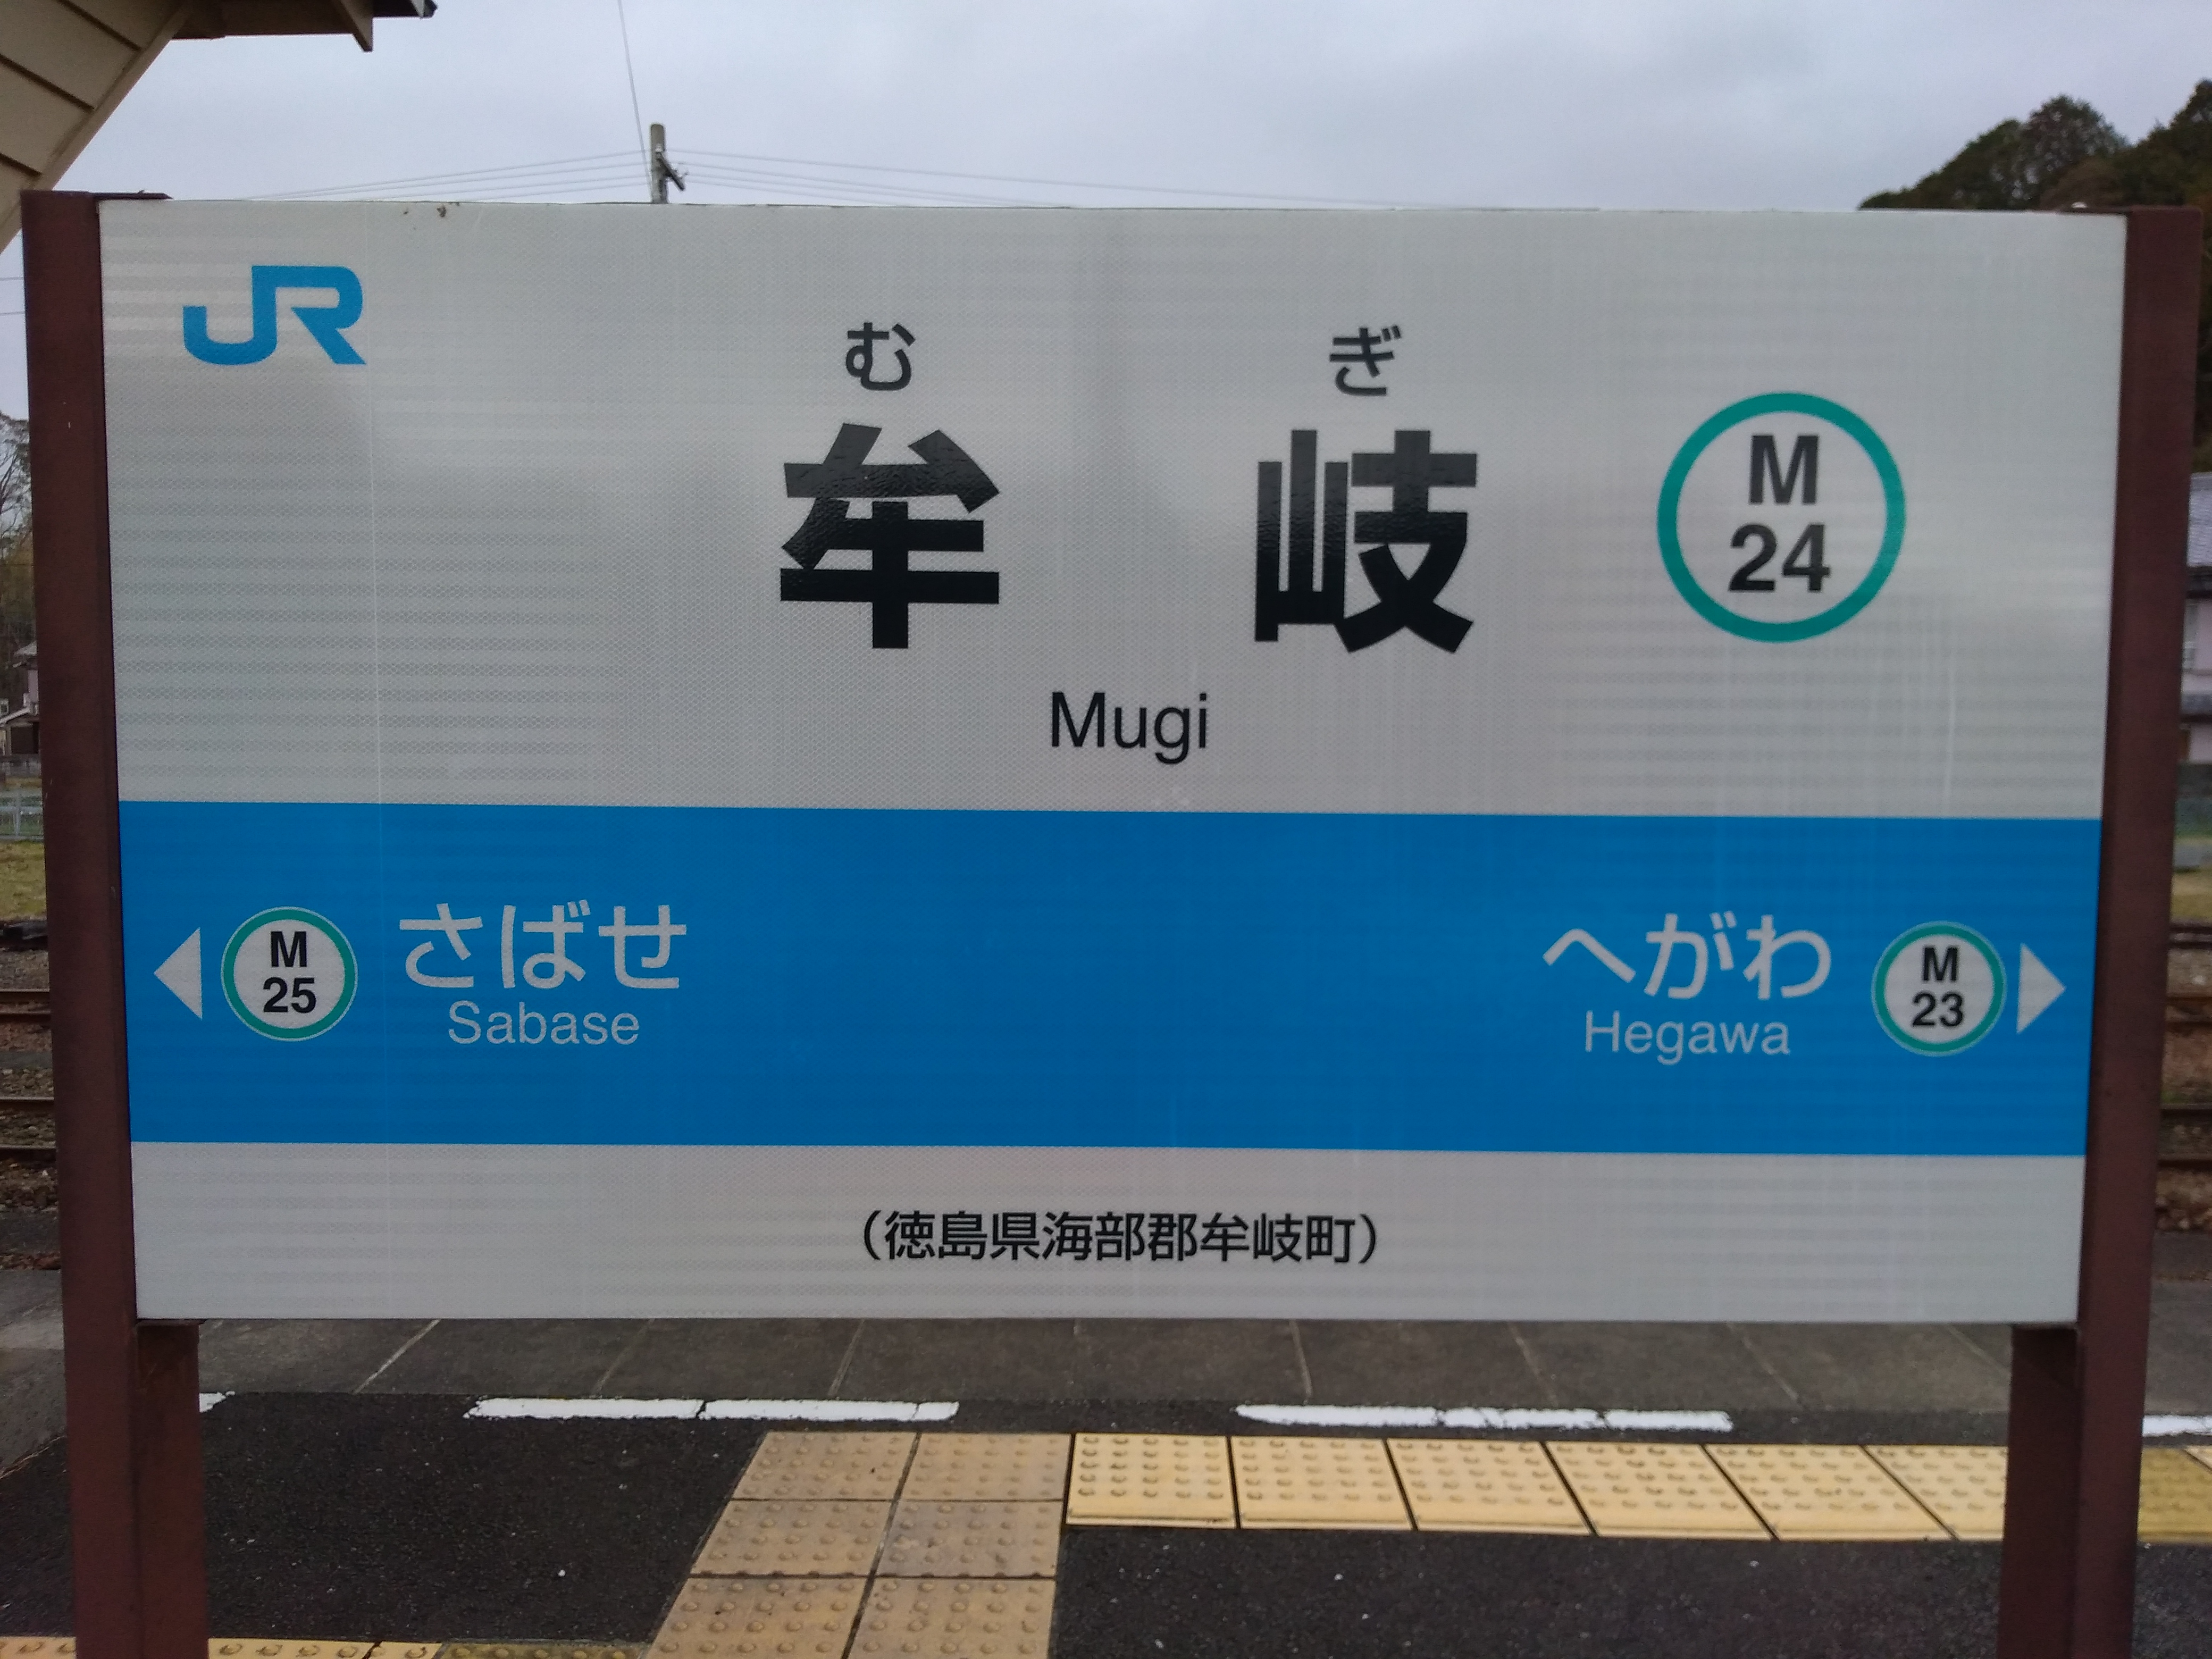 JR
むぎ
牟岐
M
24
Mugi
M
25
さばせ
Sabase
へがわ
Hegawa
M
23
(徳島県海部郡牟岐町)